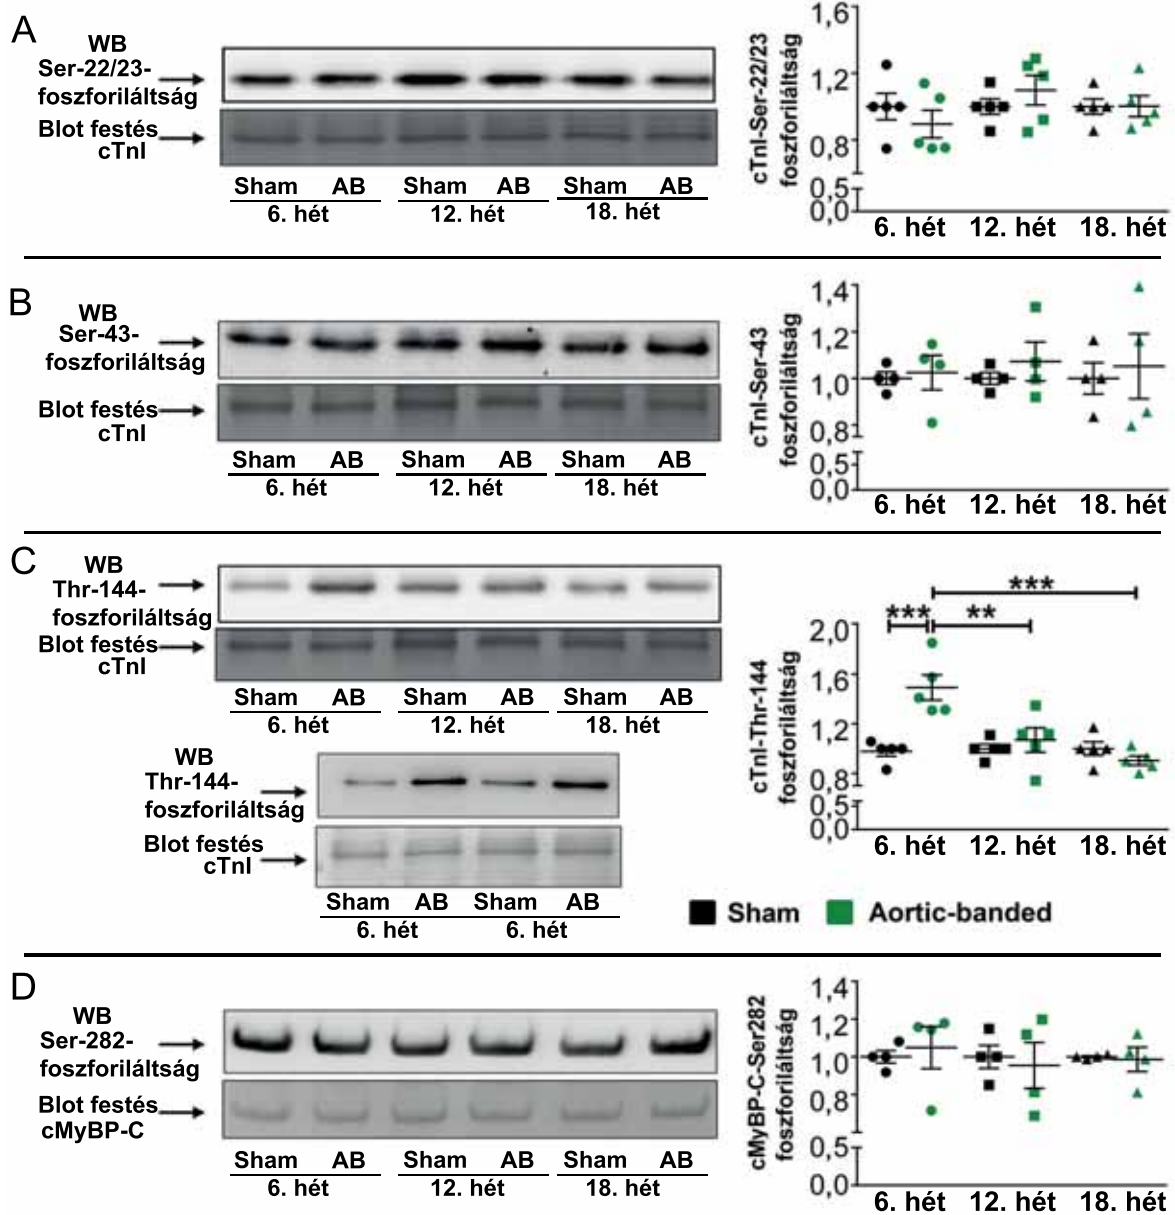 A
WB
Ser-22/23-
foszforiláltság
Blot festés
cTnI
Sham AB Sham AB Sham AB
6. hét 12. hét 18. hét
cTnI-Ser-22/23
foszforiláltság
1,6
1,2
0,8
0,5
0,0
6. hét 12. hét 18. hét
B
WB
Ser-43-
foszforiláltság
Blot festés
cTnI
Sham AB Sham AB Sham AB
6. hét 12. hét 18. hét
cTnI-Ser-43
foszforiláltság
1,4
1,2
1,0
0,8
0,5
0,0
6. hét 12. hét 18. hét
C
WB
Thr-144-
foszforiláltság
Blot festés
cTnI
Sham AB Sham AB Sham AB
6. hét 12. hét 18. hét
WB
Thr-144-
foszforiláltság
Blot festés
cTnI
Sham AB Sham AB
6. hét 6. hét
cTnI-Thr-144
foszforiláltság
***
*** **
2,0
1,6
1,2
0,8
0,5
0,0
6. hét 12. hét 18. hét
Sham Aortic-banded
D
WB
Ser-282-
foszforiláltság
Blot festés
cMyBP-C
Sham AB Sham AB Sham AB
6. hét 12. hét 18. hét
cMyBP-C-Ser282
foszforiláltság
1,4
1,2
1,0
0,8
0,5
0,0
6. hét 12. hét 18. hét